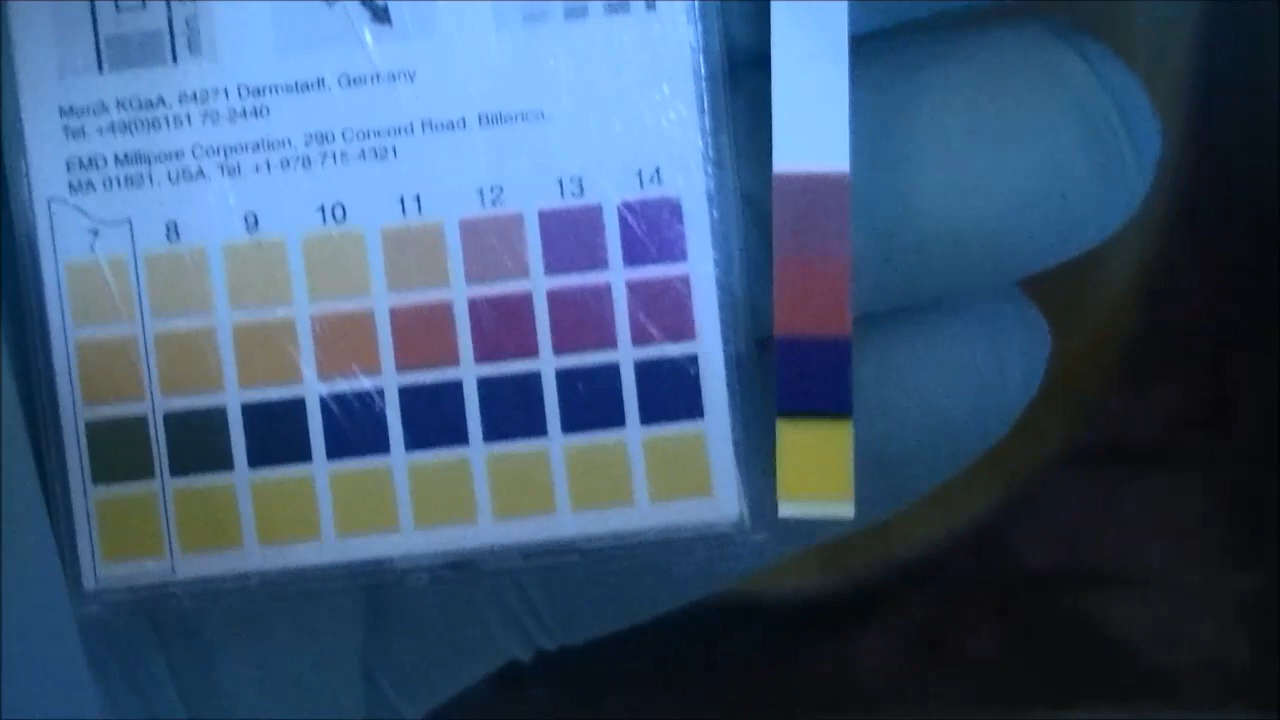 Merck KGaA, 64271 Darmstadt, Germany
Tel. +49(0)6151 72-2440
EMD Millipore Corporation, 290 Concord Road, Billerica,
MA 01821, USA, Tel. +1-978-715-4321
7 8 9 10 11 12 13 14